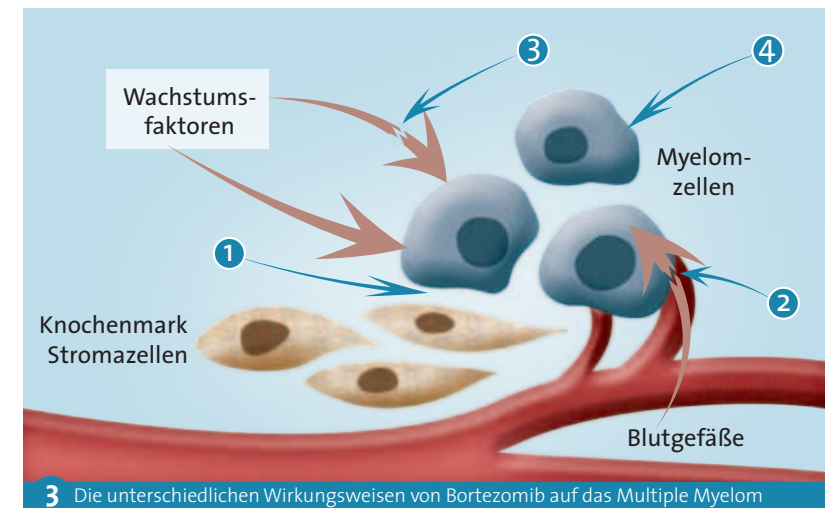 3
4
Wachstums-
faktoren
Myelom-
zellen
1
2
Knochenmark
Stromazellen
Blutgefäße
3 Die unterschiedlichen Wirkungsweisen von Bortezomib auf das Multiple Myelom